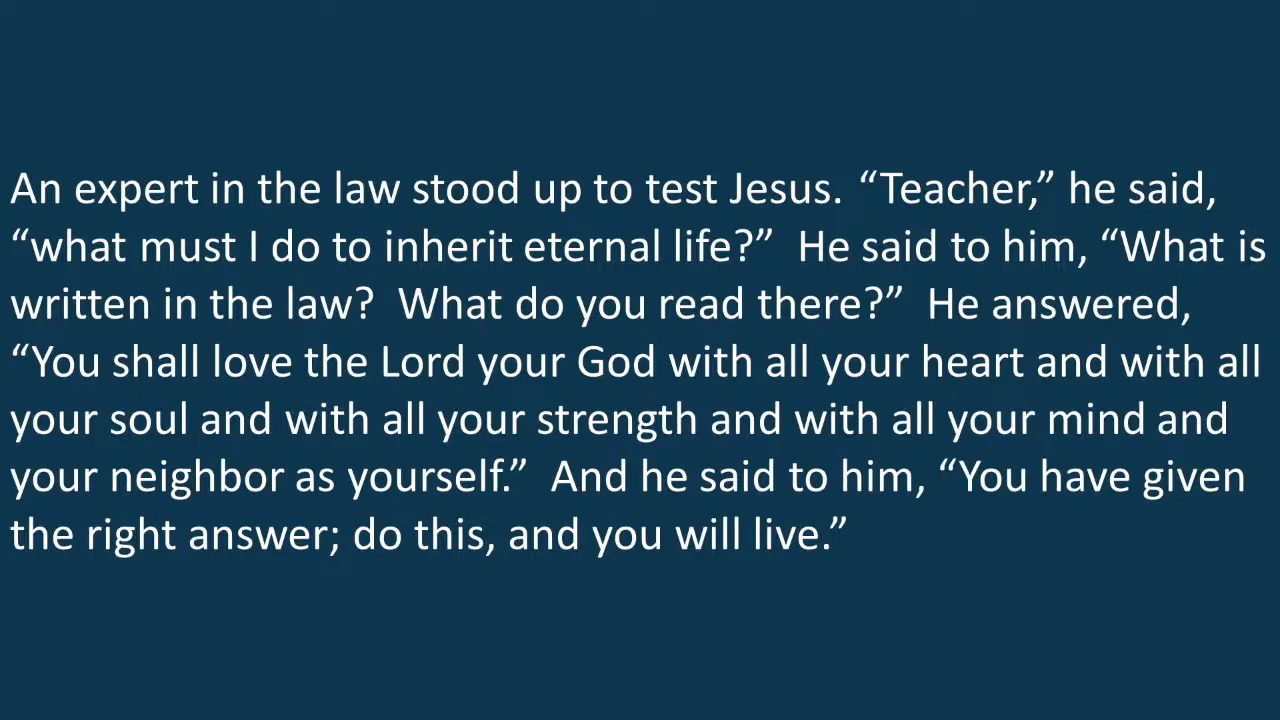 An expert in the law stood up to test Jesus.  “Teacher,” he said,
“what must I do to inherit eternal life?”  He said to him, “What is
written in the law?  What do you read there?”  He answered,
“You shall love the Lord your God with all your heart and with all
your soul and with all your strength and with all your mind and
your neighbor as yourself.”  And he said to him, “You have given
the right answer; do this, and you will live.”